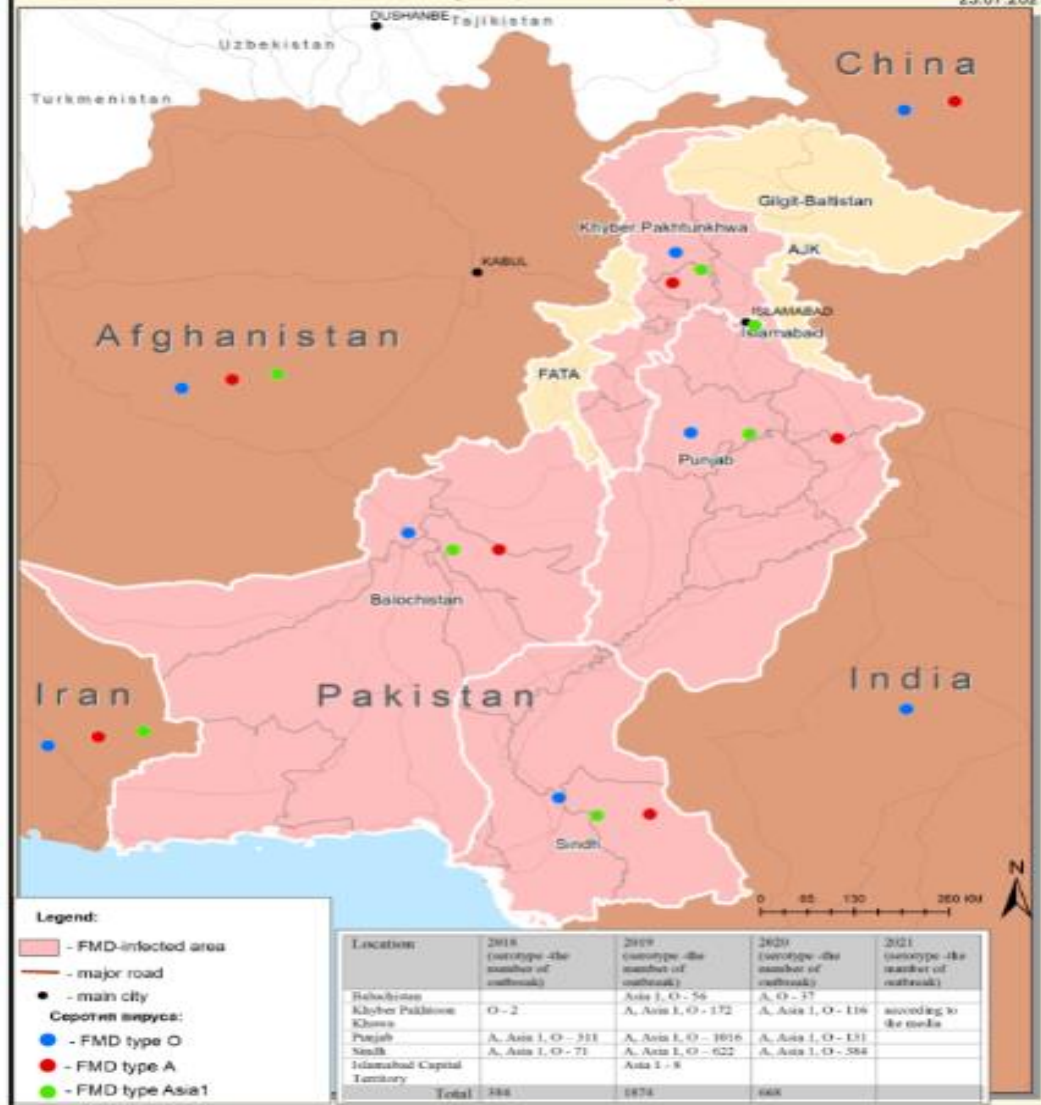 DUSHANBE
Tajikistan
Uzbekistan
China
Turkmenistan
Gilgit-Baltistan
Khyber Pakhtunkhwa
AJK
KABUL
ISLAMABAD
Islamabad
Afghanistan
FATA
Punjab
Balochistan
Iran
Pakistan
India
Sindh
N
0 65 130 260 KM
Legend:
- FMD-infected area
- major road
- main city
Серотип вируса:
- FMD type O
- FMD type A
- FMD type Asia1
Location 2018 (serotype -the number of outbreak) 2019 (serotype -the number of outbreak) 2020 (serotype -the number of outbreak) 2021 (serotype -the number of outbreak)
Balochistan Asia 1, O - 56 A, O - 37
Khyber Pakhtoon Khowa O - 2 A, Asia 1, O - 172 A, Asia 1, O - 116 according to the media
Punjab A, Asia 1, O - 311 A, Asia 1, O - 1016 A, Asia 1, O - 131
Sindh A, Asia 1, O - 71 A, Asia 1, O - 622 A, Asia 1, O - 384
Islamabad Capital Territory Asia 1 - 8
Total 384 1874 668